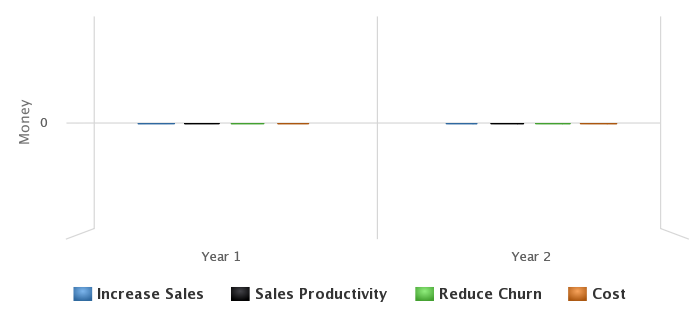 Money
0
Year 1 Year 2
Increase Sales Sales Productivity Reduce Churn Cost